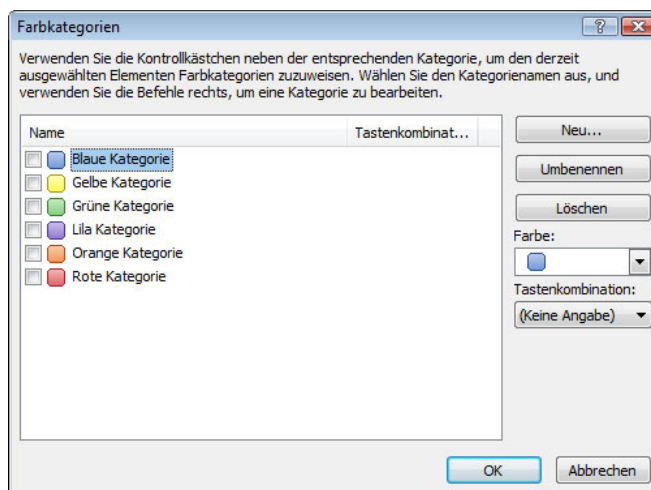 Farbkategorien
Verwenden Sie die Kontrollkästchen neben der entsprechenden Kategorie, um den derzeit
ausgewählten Elementen Farbkategorien zuzuweisen. Wählen Sie den Kategorienamen aus, und
verwenden Sie die Befehle rechts, um eine Kategorie zu bearbeiten.
Name Tastenkombinat...
Blaue Kategorie
Gelbe Kategorie
Grüne Kategorie
Lila Kategorie
Orange Kategorie
Rote Kategorie
Neu...
Umbenennen
Löschen
Farbe:
Tastenkombination:
(Keine Angabe)
OK Abbrechen